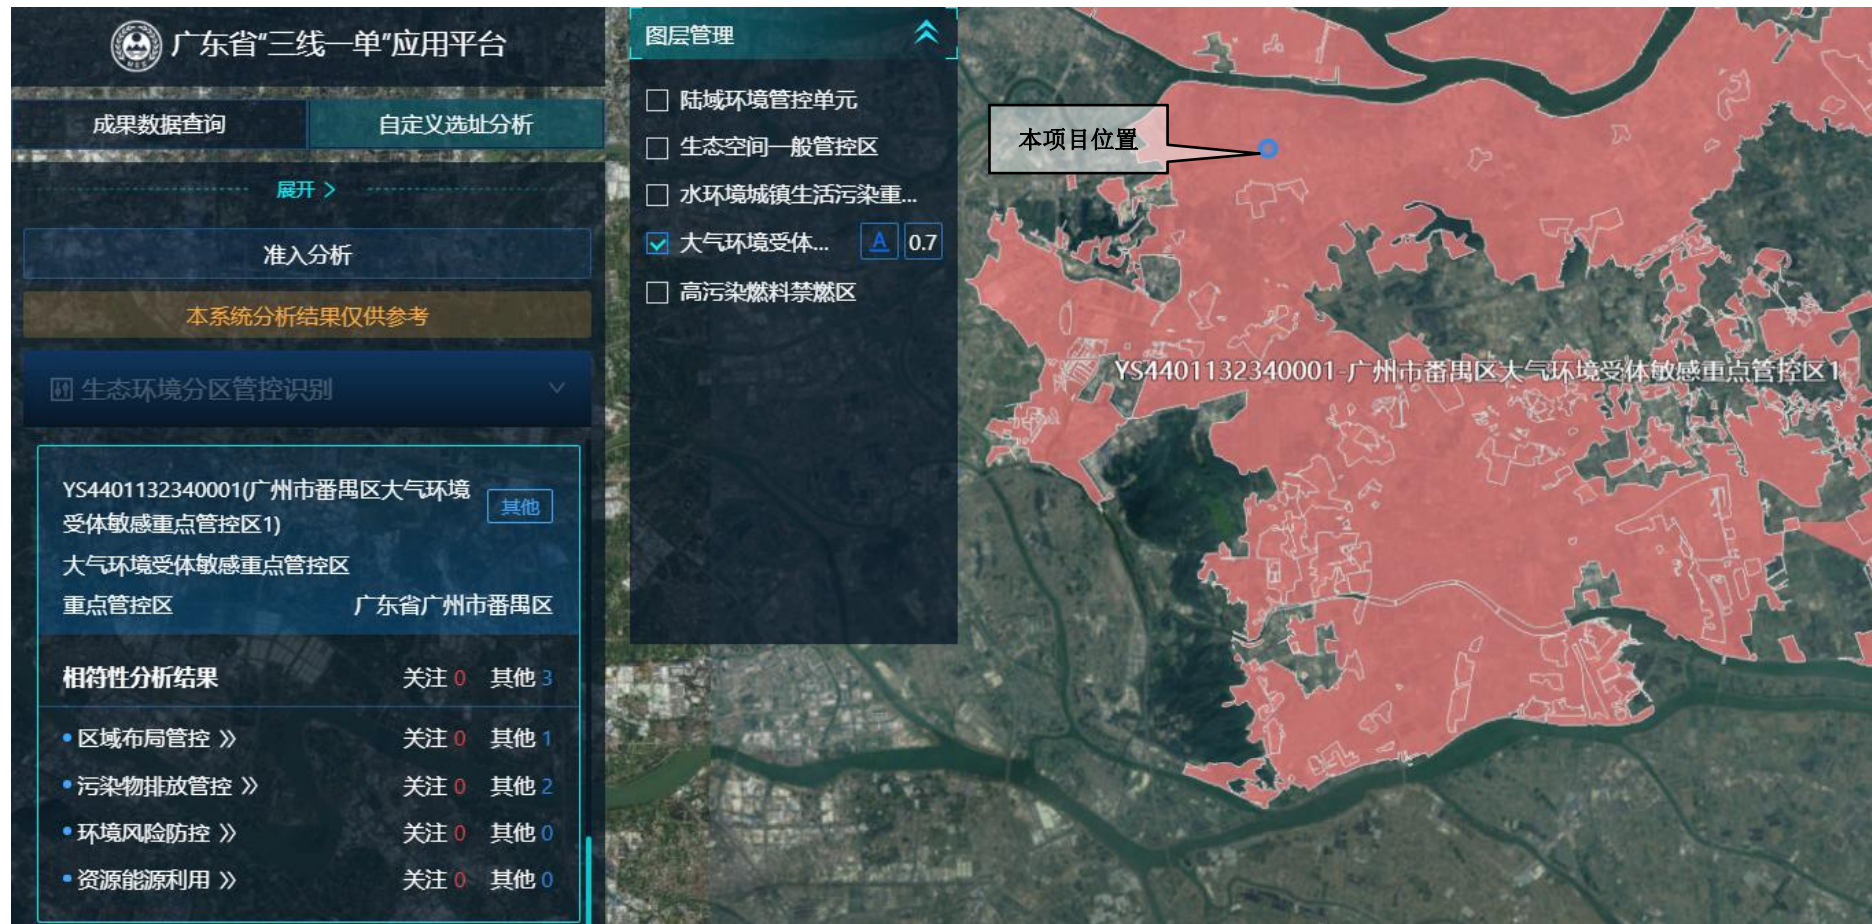 广东省"三线一单"应用平台
成果数据查询
自定义选址分析
展开 >
准入分析
本系统分析结果仅供参考
生态环境分区管控识别
YS4401132340001(广州市番禺区大气环境
受体敏感重点管控区1)
其他
大气环境受体敏感重点管控区
重点管控区 广东省广州市番禺区
相符性分析结果 关注 0 其他 3
区域布局管控 关注 0 其他 1
污染物排放管控 关注 0 其他 2
环境风险防控 关注 0 其他 0
资源能源利用 关注 0 其他 0
图层管理
陆域环境管控单元
生态空间一般管控区
水环境城镇生活污染重...
大气环境受体... A 0.7
高污染燃料禁燃区
本项目位置
YS4401132340001-广州市番禺区大气环境受体敏感重点管控区1